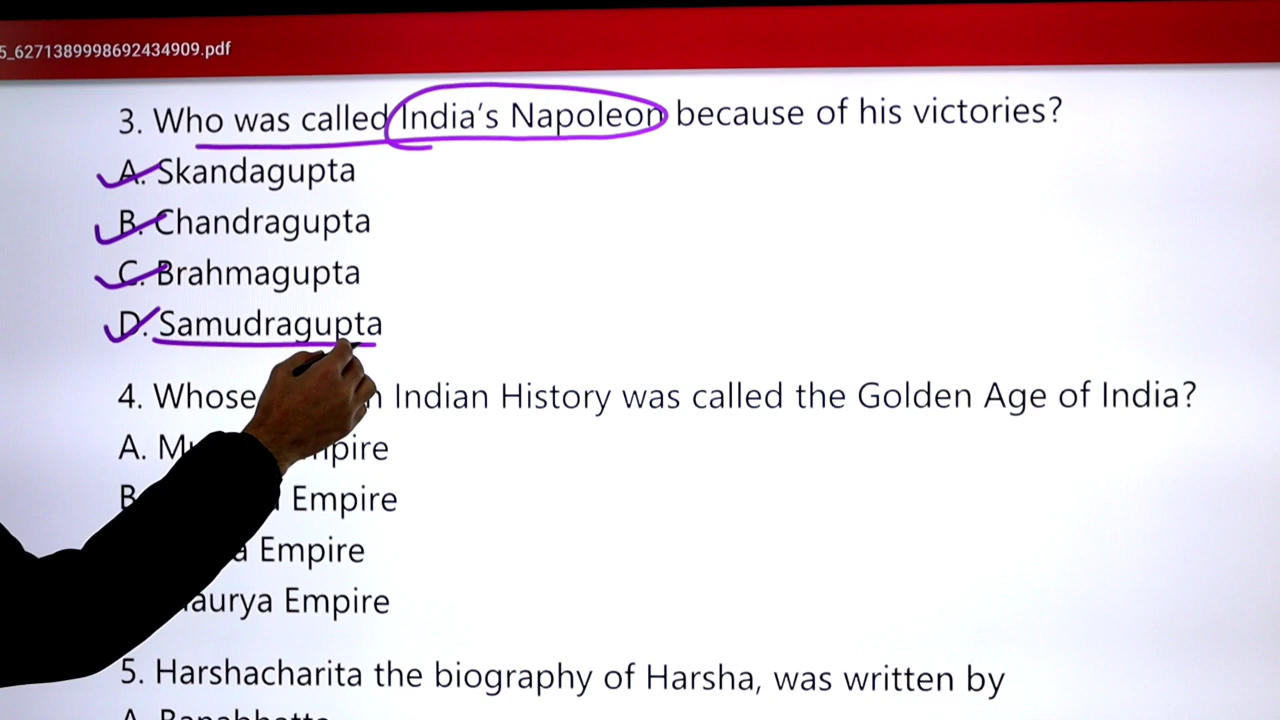 5_6271389998692434909.pdf
3. Who was called India's Napoleon because of his victories?
A. Skandagupta
B. Chandragupta
C. Brahmagupta
D. Samudragupta
4. Whose Indian History was called the Golden Age of India?
A. Empire
B. Empire
Empire
Empire
5. Harshacharita the biography of Harsha, was written by
A.